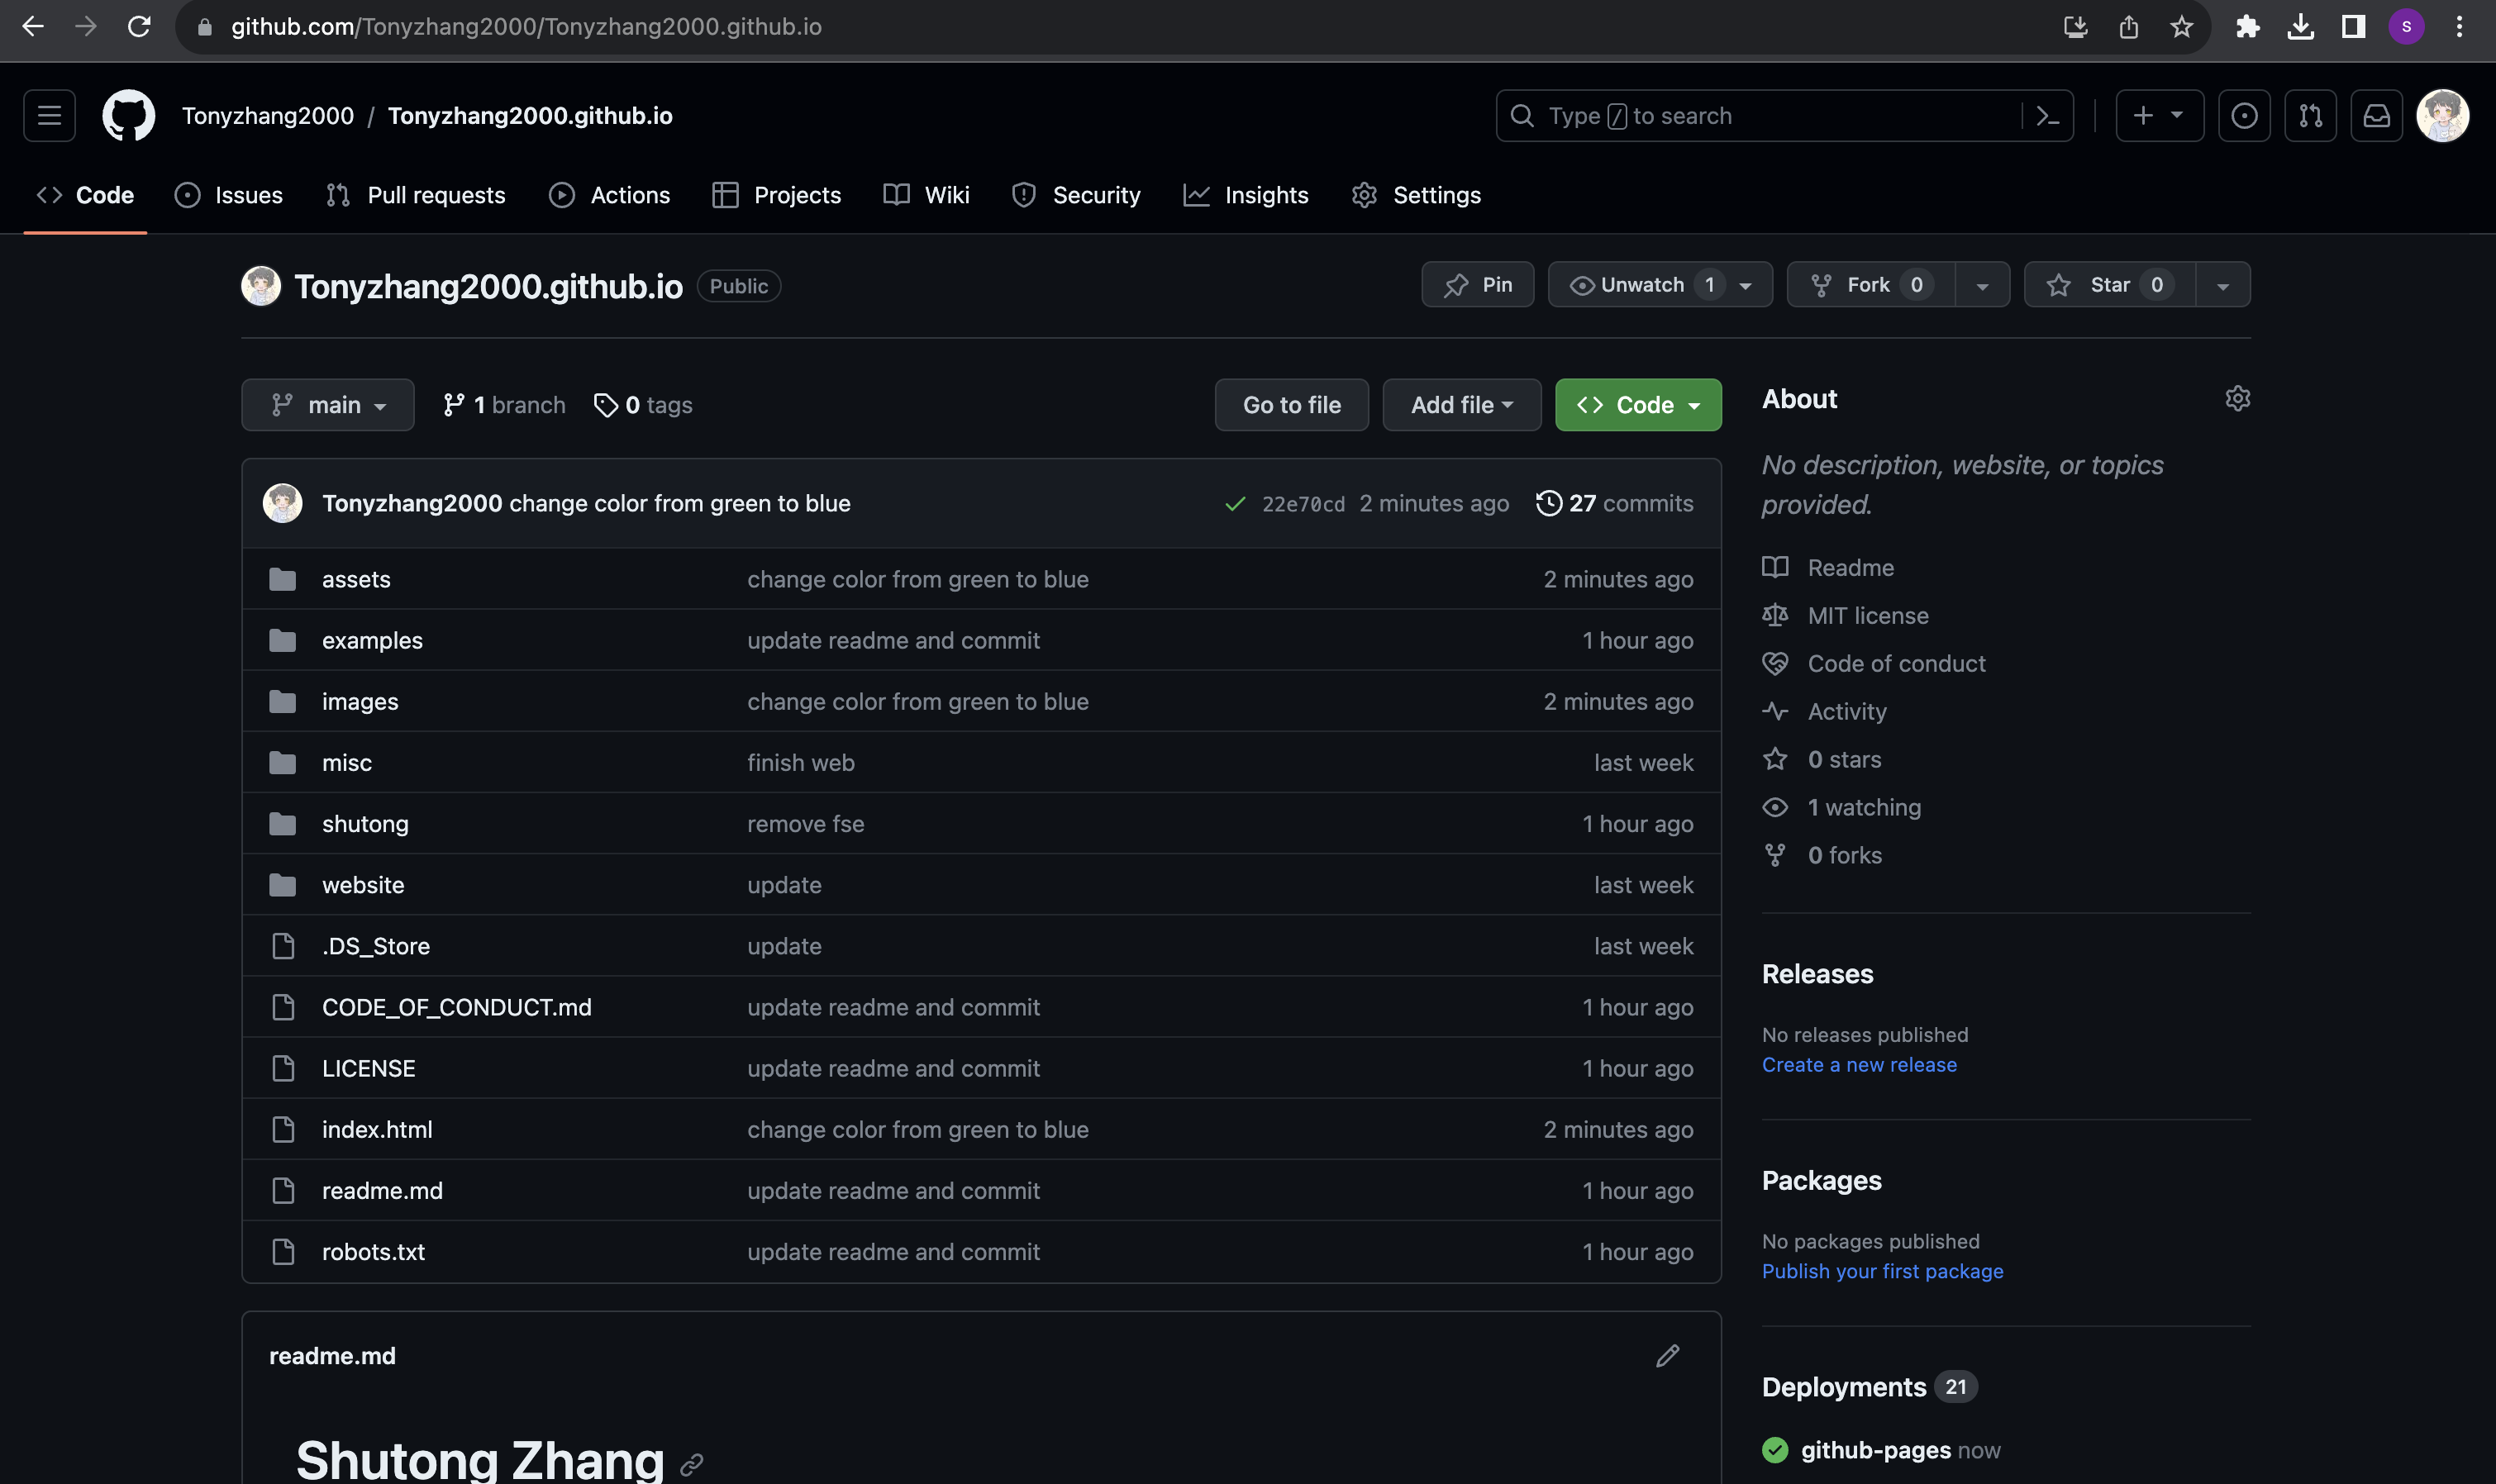 github.com/Tonyzhang2000/Tonyzhang2000.github.io
S
Tonyzhang2000 / Tonyzhang2000.github.io
Type / to search
Code Issues Pull requests Actions Projects Wiki Security Insights Settings
Tonyzhang2000.github.io Public
Pin Unwatch 1 Fork 0 Star 0
main 1 branch 0 tags Go to file Add file Code
Tonyzhang2000 change color from green to blue 22e70cd 2 minutes ago 27 commits
assets change color from green to blue 2 minutes ago
examples update readme and commit 1 hour ago
images change color from green to blue 2 minutes ago
misc finish web last week
shutong remove fse 1 hour ago
website update last week
.DS_Store update last week
CODE_OF_CONDUCT.md update readme and commit 1 hour ago
LICENSE update readme and commit 1 hour ago
index.html change color from green to blue 2 minutes ago
readme.md update readme and commit 1 hour ago
robots.txt update readme and commit 1 hour ago
readme.md
Shutong Zhang
About
No description, website, or topics
provided.
Readme
MIT license
Code of conduct
Activity
0 stars
1 watching
0 forks
Releases
No releases published
Create a new release
Packages
No packages published
Publish your first package
Deployments 21
github-pages now